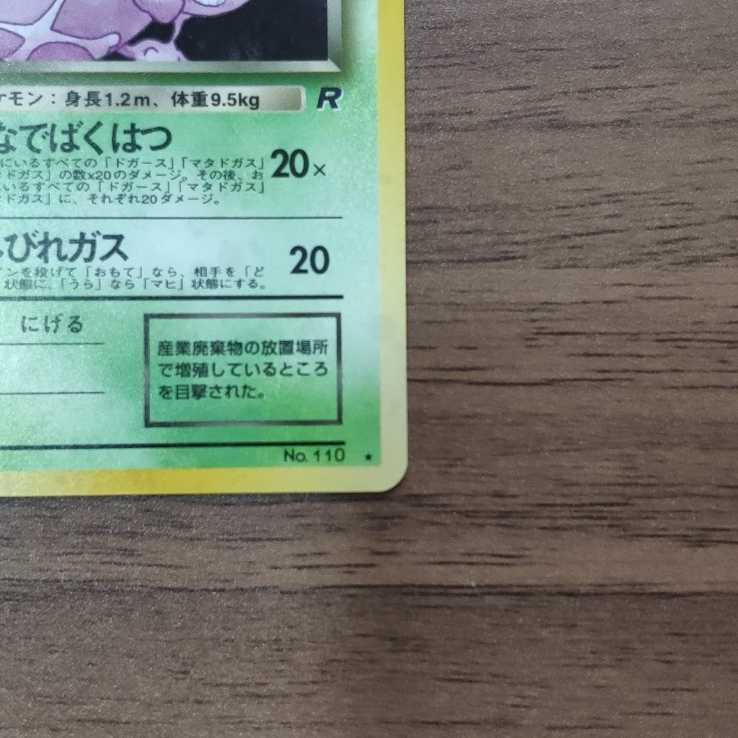 ケモン：身長1.2m、体重9.5kg R
なでばくはつ
にいるすべての「ドガース」「マタドガス」
ドガス」の数x20のダメージ。その後、お
いるすべての「ドガース」「マタドガス」
ドガス」に、それぞれ20ダメージ。
20×
びれガス
インを投げて「おもて」なら、相手を「ど
状態に、「うら」なら「マヒ」状態にする。
20
にげる
産業廃棄物の放置場所
で増殖しているところ
を目撃された。
No. 110 ★